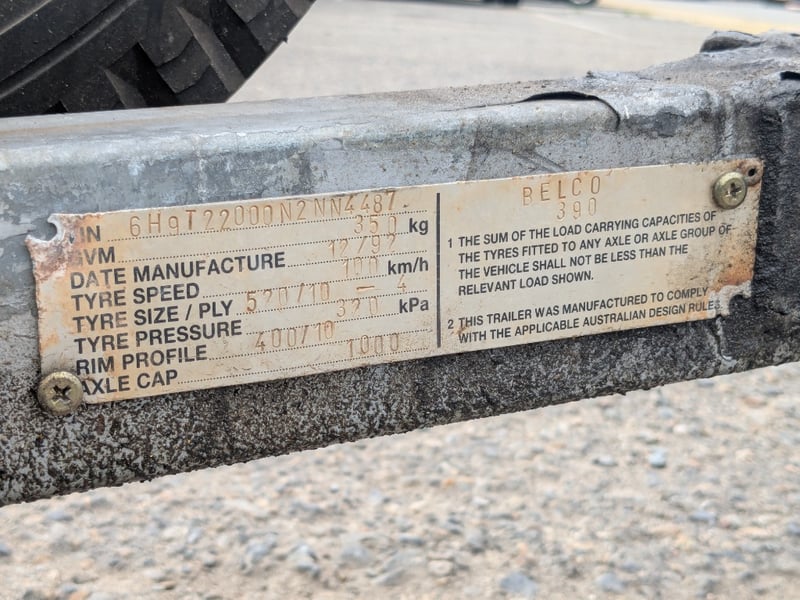 VIN 6H9T22000N2NN4487
GVM 350 kg
DATE MANUFACTURE 12/92
TYRE SPEED 100 km/h
TYRE SIZE / PLY 520/10 – 4
TYRE PRESSURE 320 kPa
RIM PROFILE 400/10
AXLE CAP 1000
BELCO
390
1 THE SUM OF THE LOAD CARRYING CAPACITIES OF
THE TYRES FITTED TO ANY AXLE OR AXLE GROUP OF
THE VEHICLE SHALL NOT BE LESS THAN THE
RELEVANT LOAD SHOWN.
2 THIS TRAILER WAS MANUFACTURED TO COMPLY
WITH THE APPLICABLE AUSTRALIAN DESIGN RULES.